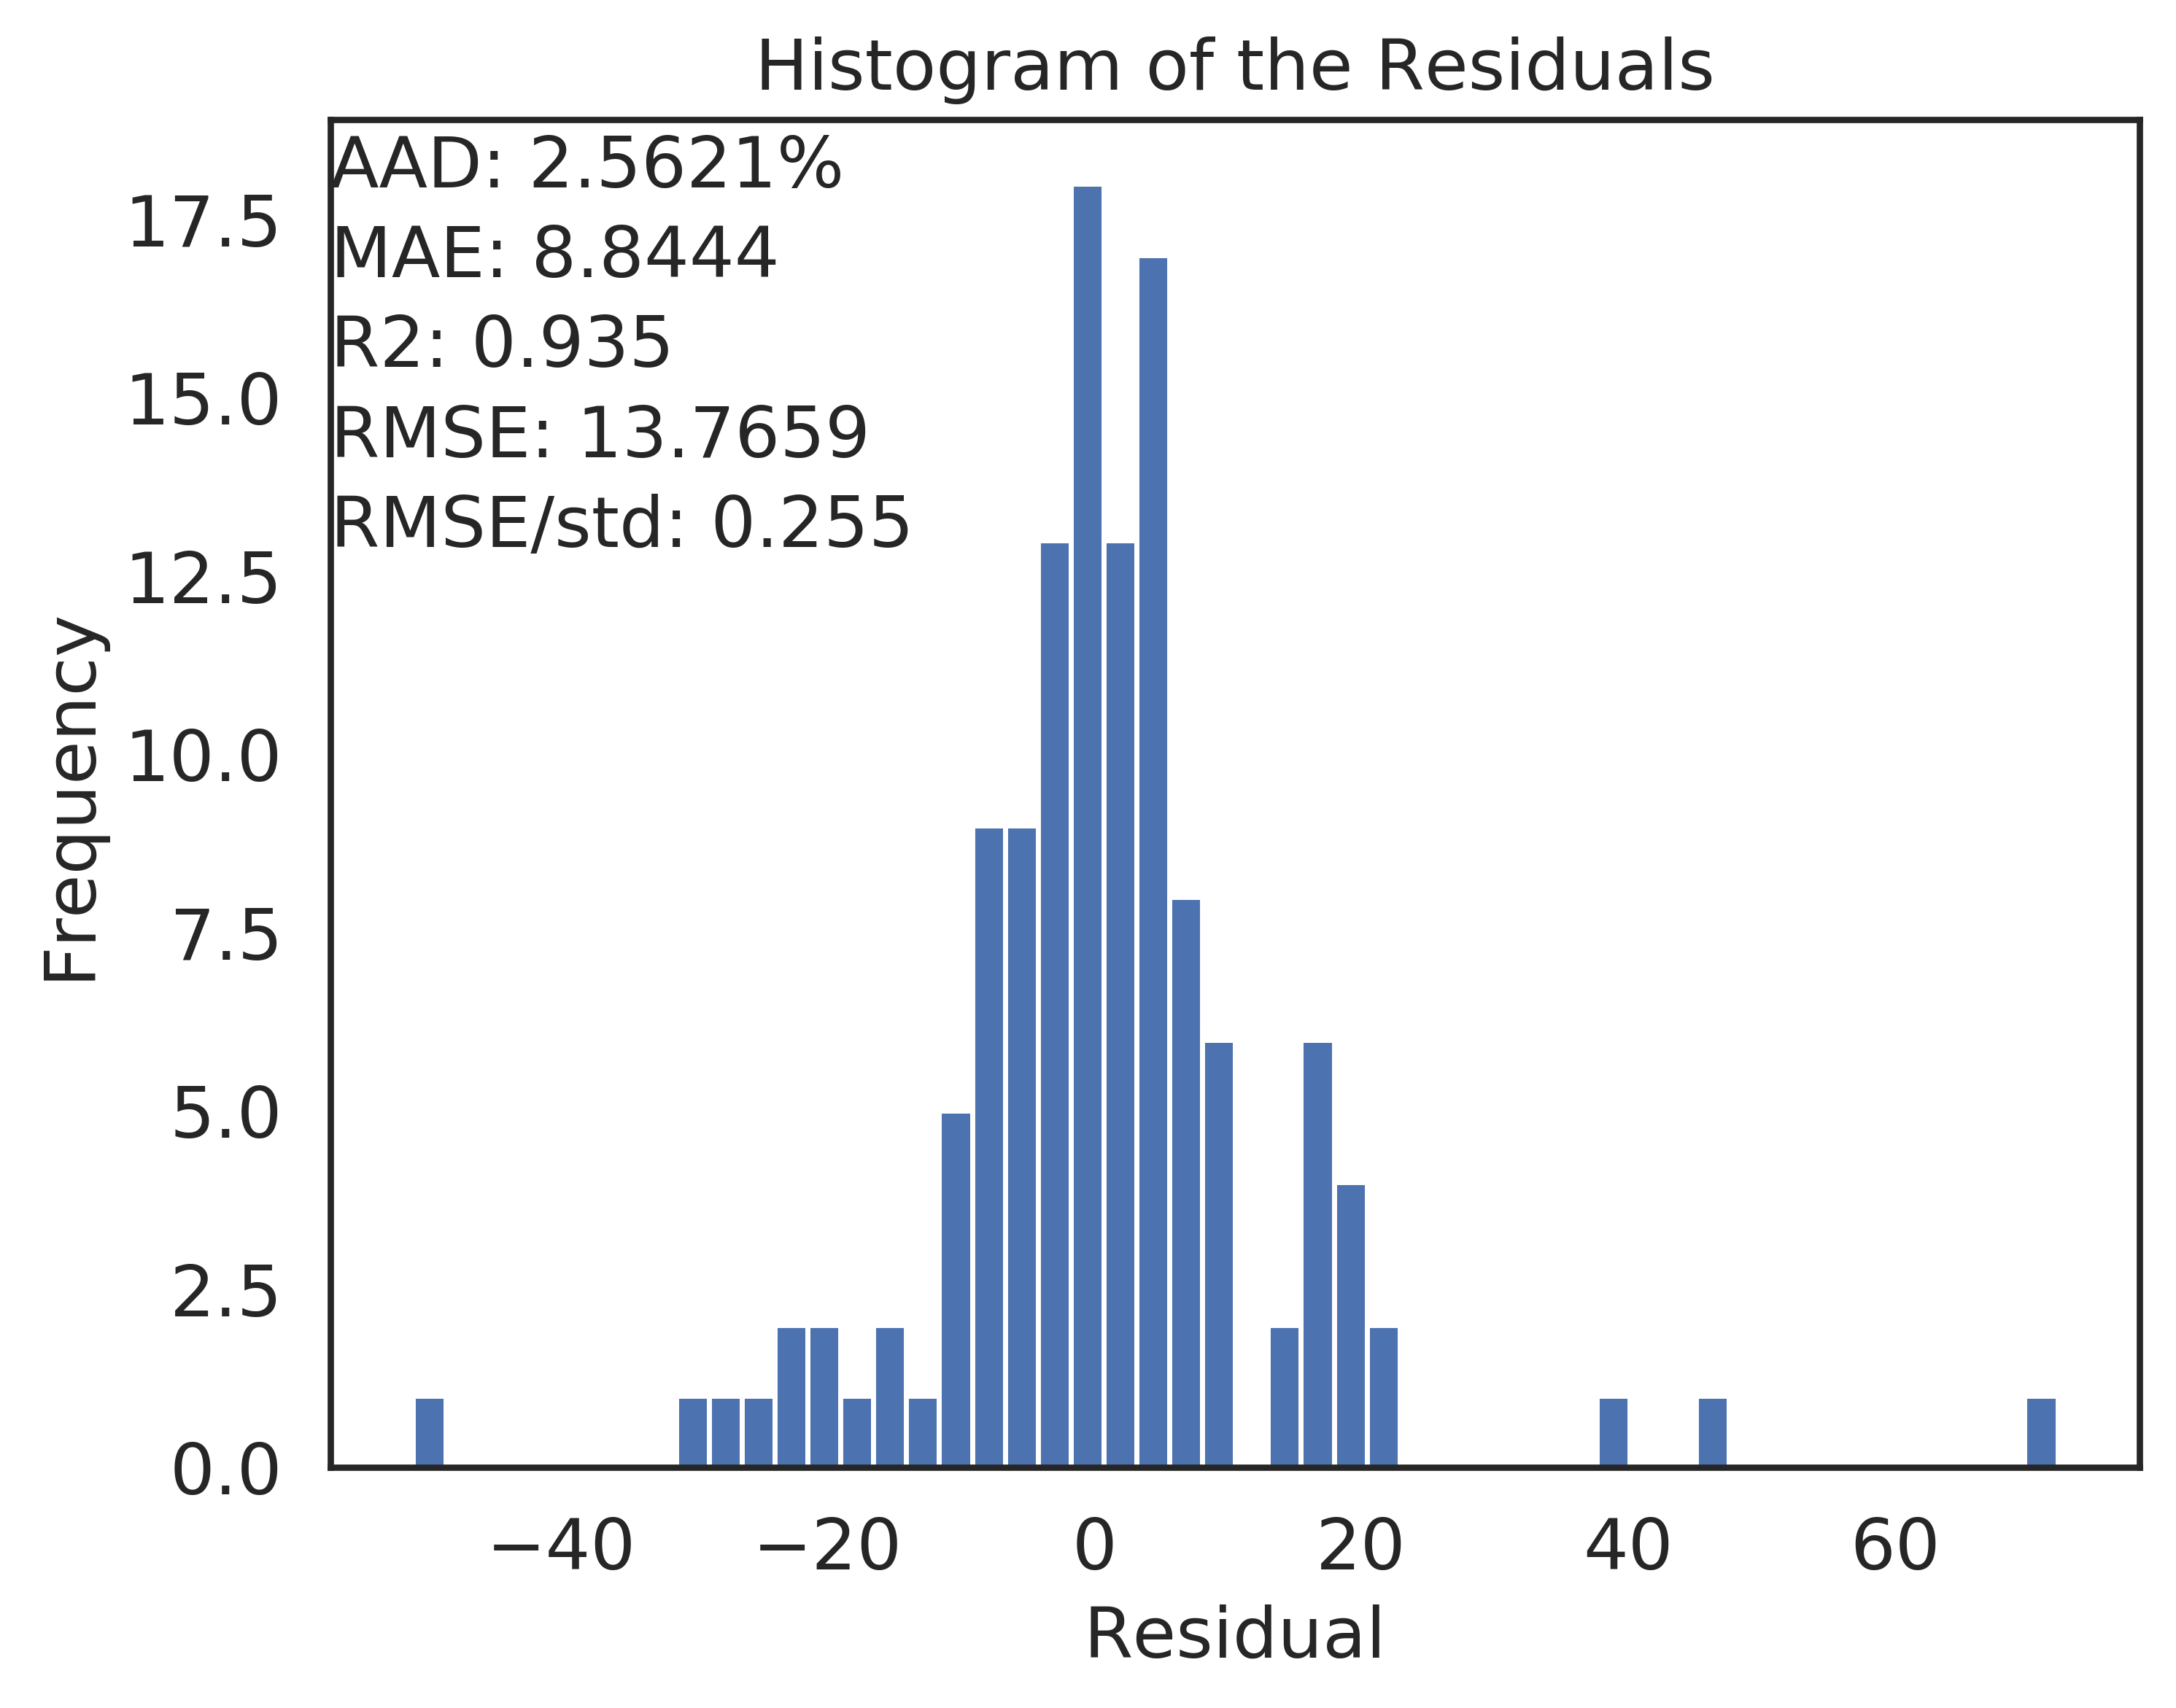 Histogram of the Residuals
AAD: 2.5621%
MAE: 8.8444
R2: 0.935
RMSE: 13.7659
RMSE/std: 0.255
17.5
15.0
12.5
10.0
7.5
5.0
2.5
0.0
Frequency
−40 −20 0 20 40 60
Residual